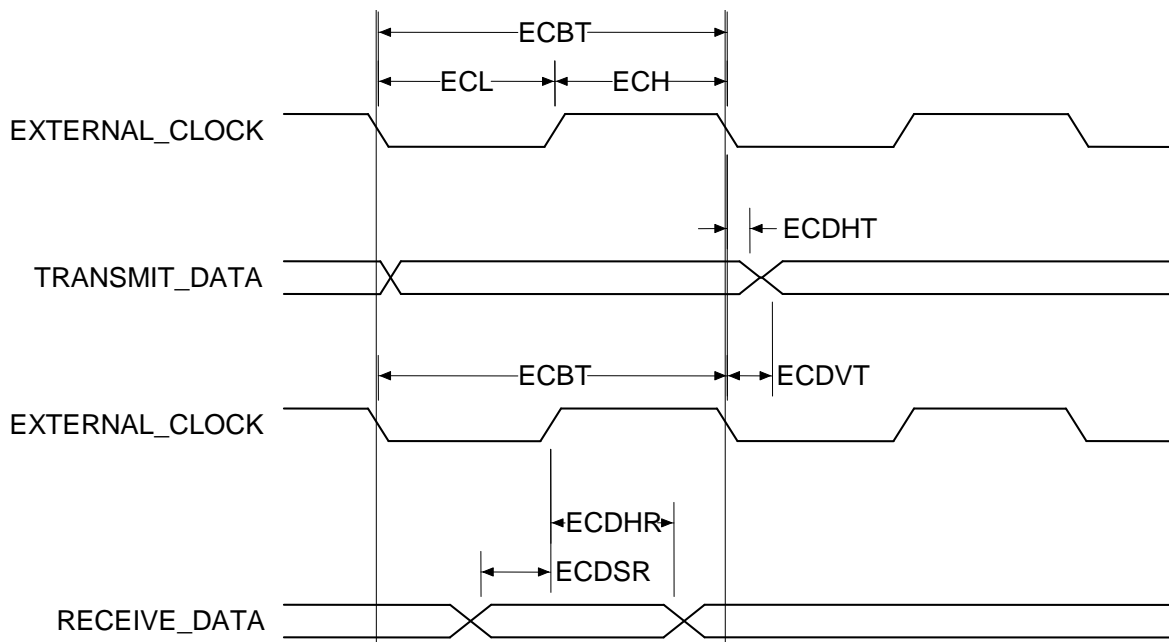 ECBT
ECL
ECH
EXTERNAL_CLOCK
ECDHT
TRANSMIT_DATA
ECBT
ECDVT
EXTERNAL_CLOCK
ECDHR
ECDSR
RECEIVE_DATA